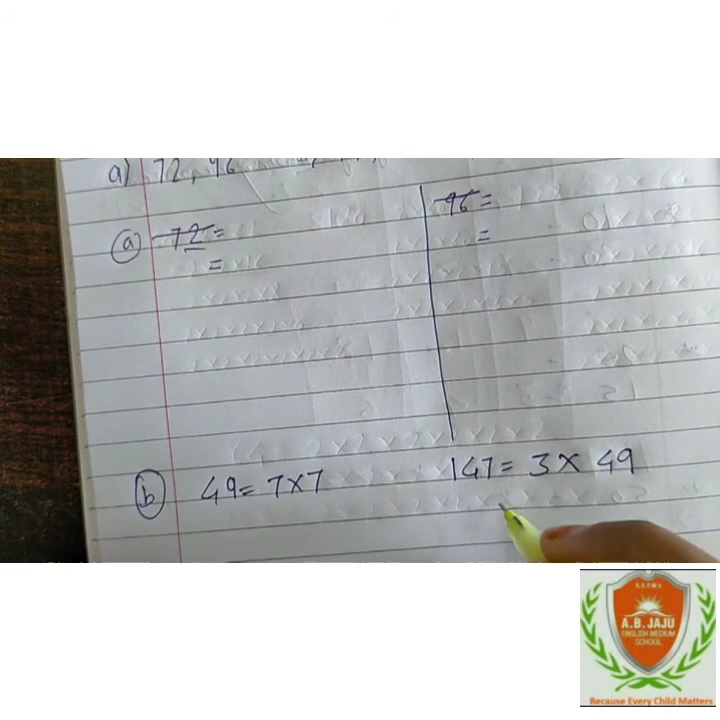 a) 72, 96
(a) 72 =
=
96 =
=
(b) 49 = 7 × 7
147 = 3 × 49
A.B. JAJU
ENGLISH MEDIUM
SCHOOL
Because Every Child Matters